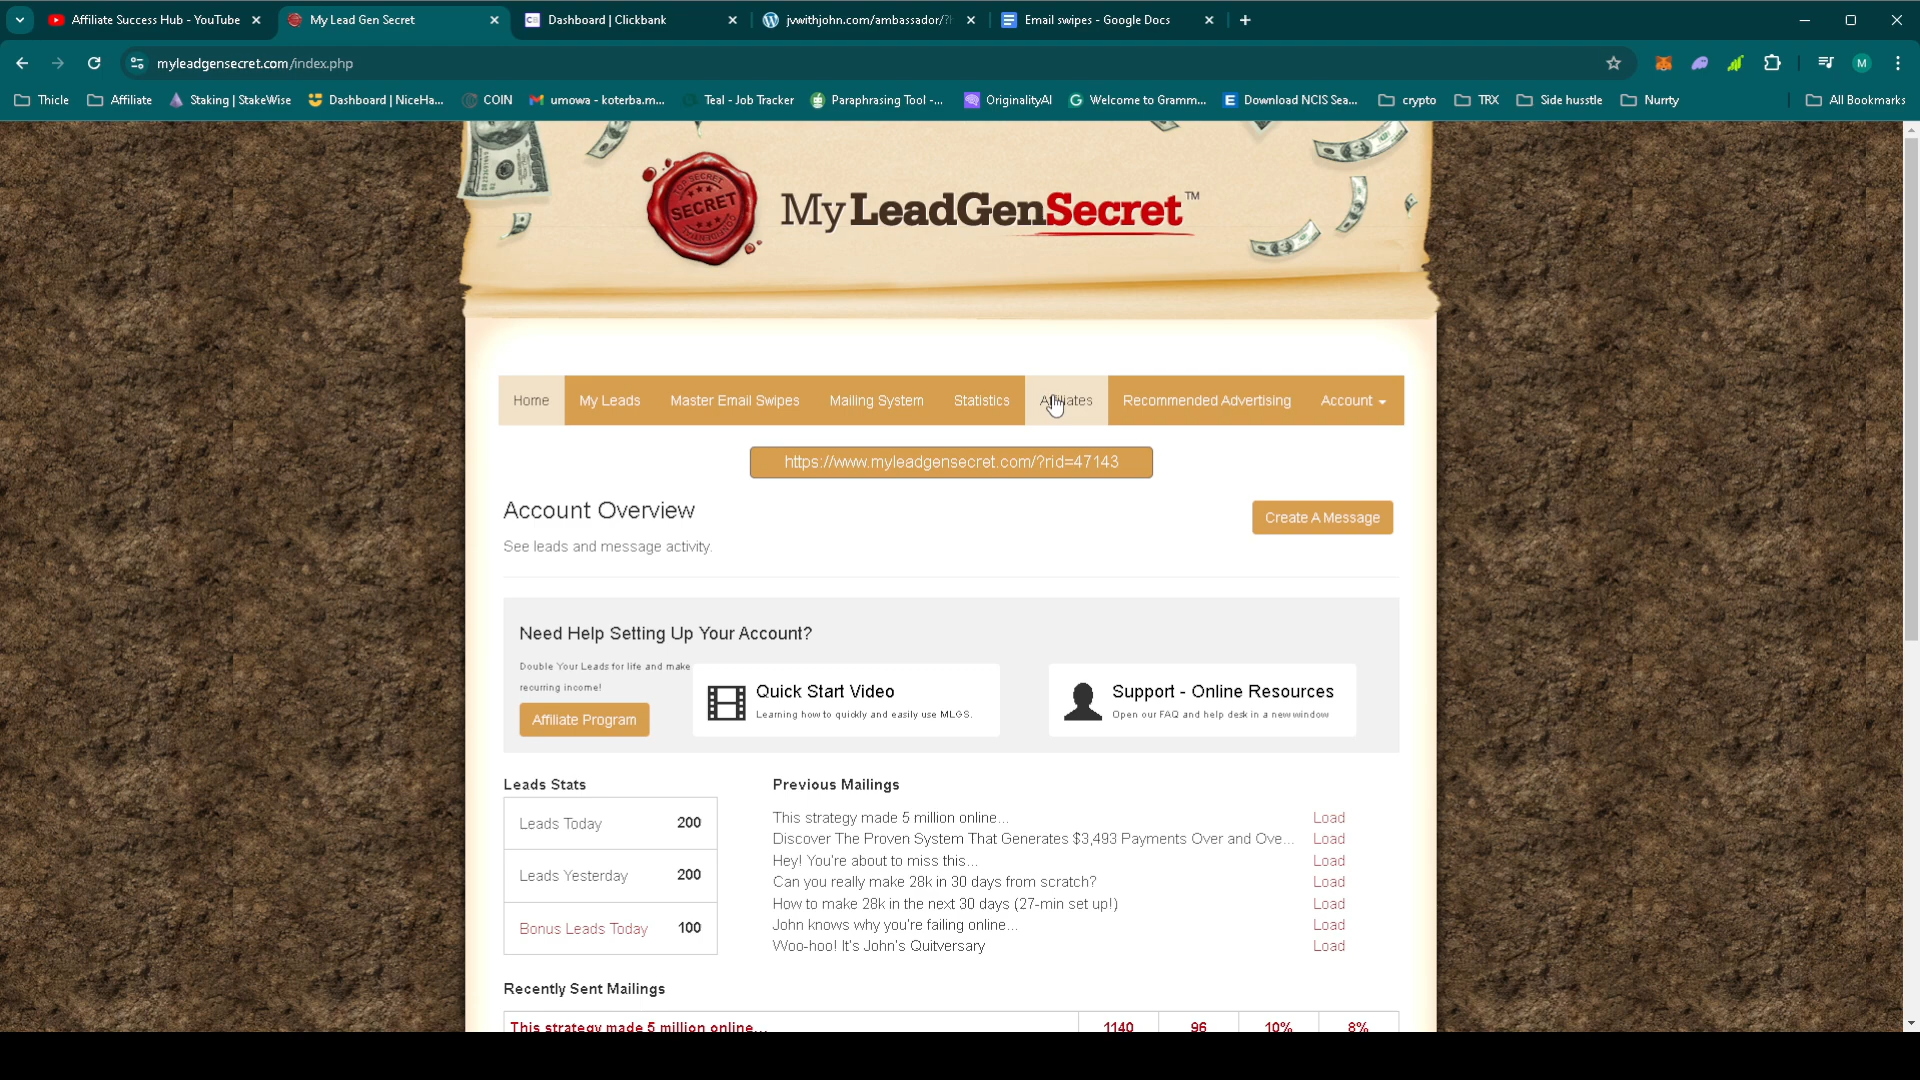 Affiliate Success Hub - YouTube
My Lead Gen Secret
Dashboard | Clickbank
jvwithjohn.com/ambassador/?
Email swipes - Google Docs
myleadgensecret.com/index.php
M
Thicle
Affiliate
Staking | StakeWise
Dashboard | NiceHa...
COIN
umowa - koterba.m...
Teal - Job Tracker
Paraphrasing Tool -...
OriginalityAI
Welcome to Gramm...
Download NCIS Sea...
crypto
TRX
Side husstle
Nurrty
All Bookmarks
SECRET
MyLeadGenSecret™
Home
My Leads
Master Email Swipes
Mailing System
Statistics
Affiliates
Recommended Advertising
Account
https://www.myleadgensecret.com/?rid=47143
Account Overview
Create A Message
See leads and message activity.
Need Help Setting Up Your Account?
Double Your Leads for life and make
recurring income!
Affiliate Program
Quick Start Video
Learning how to quickly and easily use MLGS.
Support - Online Resources
Open our FAQ and help desk in a new window
Leads Stats
Leads Today 200
Leads Yesterday 200
Bonus Leads Today 100
Previous Mailings
This strategy made 5 million online... Load
Discover The Proven System That Generates $3,493 Payments Over and Ove... Load
Hey! You're about to miss this... Load
Can you really make 28k in 30 days from scratch? Load
How to make 28k in the next 30 days (27-min set up!) Load
John knows why you're failing online... Load
Woo-hoo! It's John's Quitversary Load
Recently Sent Mailings
This strategy made 5 million online... 1140 96 10% 8%